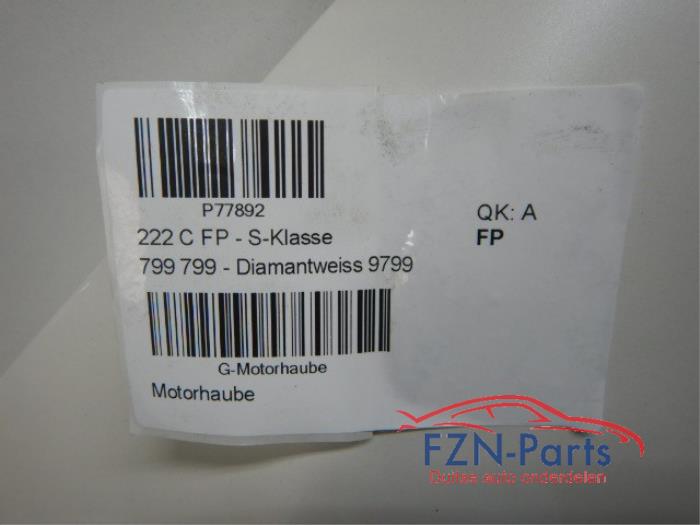 P77892
222 C FP - S-Klasse
799 799 - Diamantweiss 9799
G-Motorhaube
Motorhaube
QK: A
FP
FZN-Parts
Duitse auto onderdelen